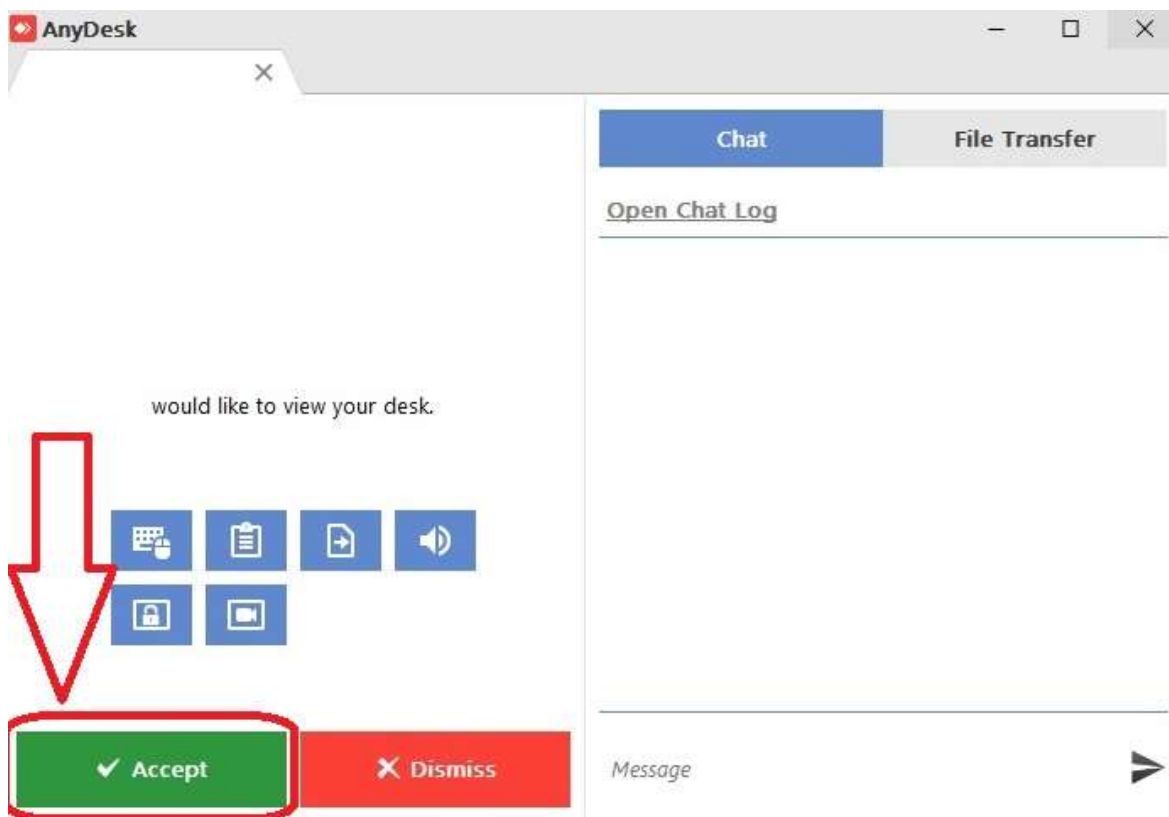 AnyDesk
Chat
File Transfer
Open Chat Log
would like to view your desk.
Accept
Dismiss
Message